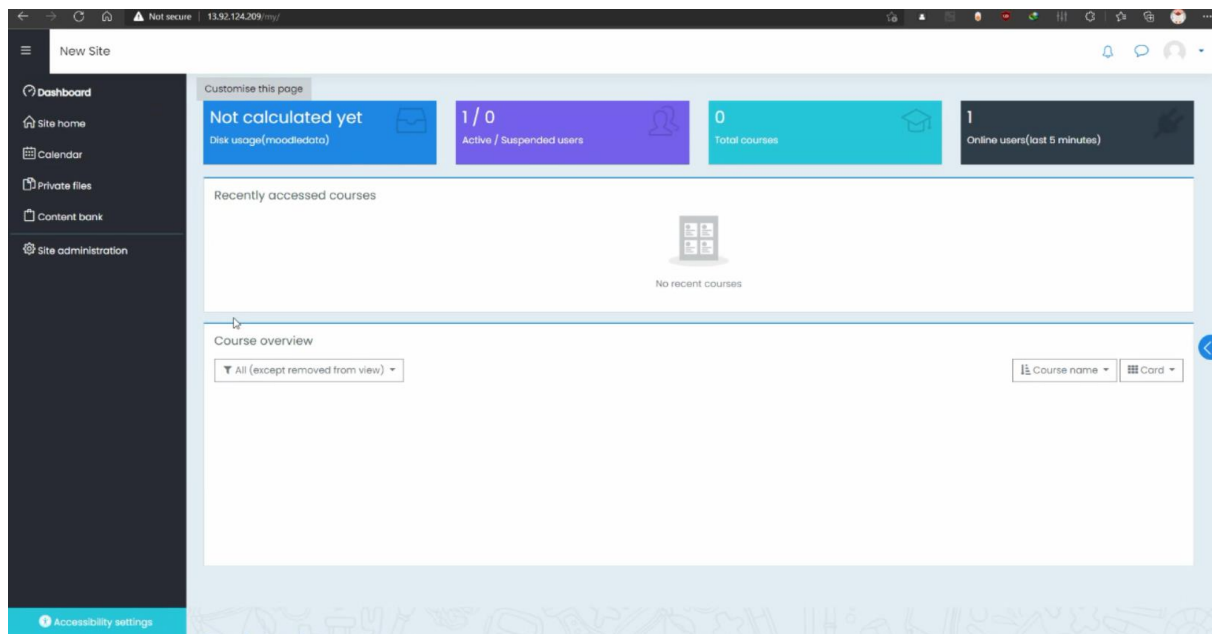 Not secure 13.92.124.209/my/
New Site
Dashboard
Site home
Calendar
Private files
Content bank
Site administration
Accessibility settings
Customise this page
Not calculated yet
Disk usage(moodledata)
1 / 0
Active / Suspended users
0
Total courses
1
Online users(last 5 minutes)
Recently accessed courses
No recent courses
Course overview
All (except removed from view)
Course name
Card